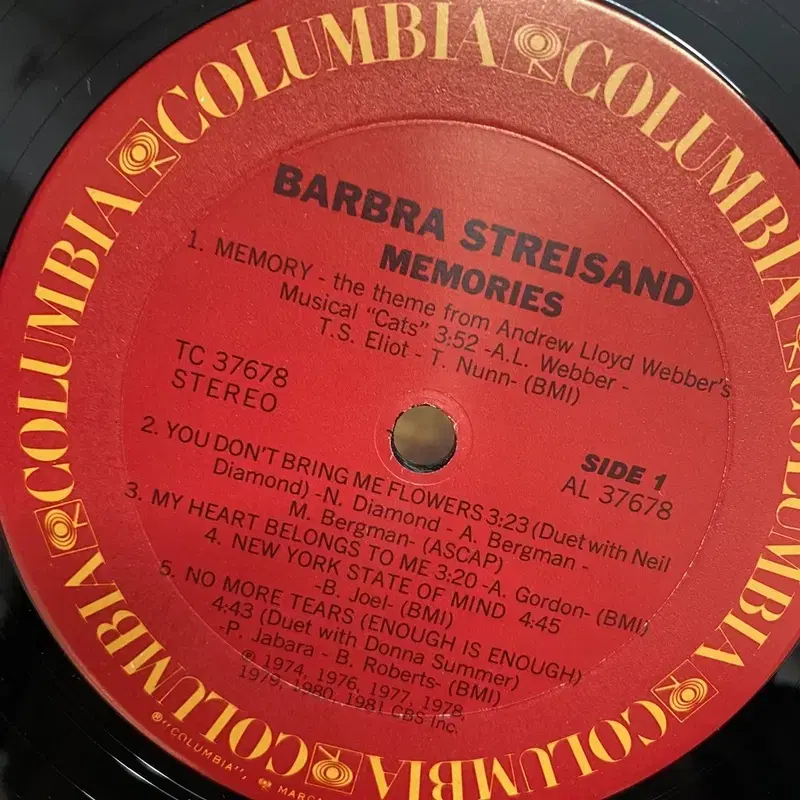 COLUMBIA COLUMBIA COLUMBIA COLUMBIA COLUMBIA COLUMBIA
BARBRA STREISAND
MEMORIES
1. MEMORY - the theme from Andrew Lloyd Webber's
Musical "Cats" 3:52 -A.L. Webber -
T.S. Eliot - T. Nunn- (BMI)
TC 37678
STEREO
SIDE 1
AL 37678
2. YOU DON'T BRING ME FLOWERS 3:23 (Duet with Neil
Diamond) -N. Diamond - A. Bergman -
M. Bergman- (ASCAP)
3. MY HEART BELONGS TO ME 3:20 -A. Gordon- (BMI)
4. NEW YORK STATE OF MIND 4:45
-B. Joel- (BMI)
5. NO MORE TEARS (ENOUGH IS ENOUGH)
4:43 (Duet with Donna Summer)
-P. Jabara - B. Roberts- (BMI)
℗ 1974, 1976, 1977, 1978,
1979, 1980, 1981 CBS Inc.
®"COLUMBIA",